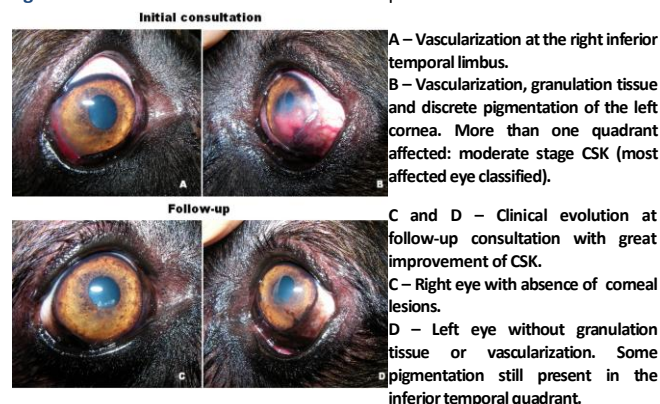 Initial consultation
A – Vascularization at the right inferior
temporal limbus.
B – Vascularization, granulation tissue
and discrete pigmentation of the left
cornea. More than one quadrant
affected: moderate stage CSK (most
affected eye classified).
A
B
Follow-up
C and D – Clinical evolution at
follow-up consultation with great
improvement of CSK.
C – Right eye with absence of corneal
lesions.
D – Left eye without granulation
tissue or vascularization. Some
pigmentation still present in the
inferior temporal quadrant.
C
D